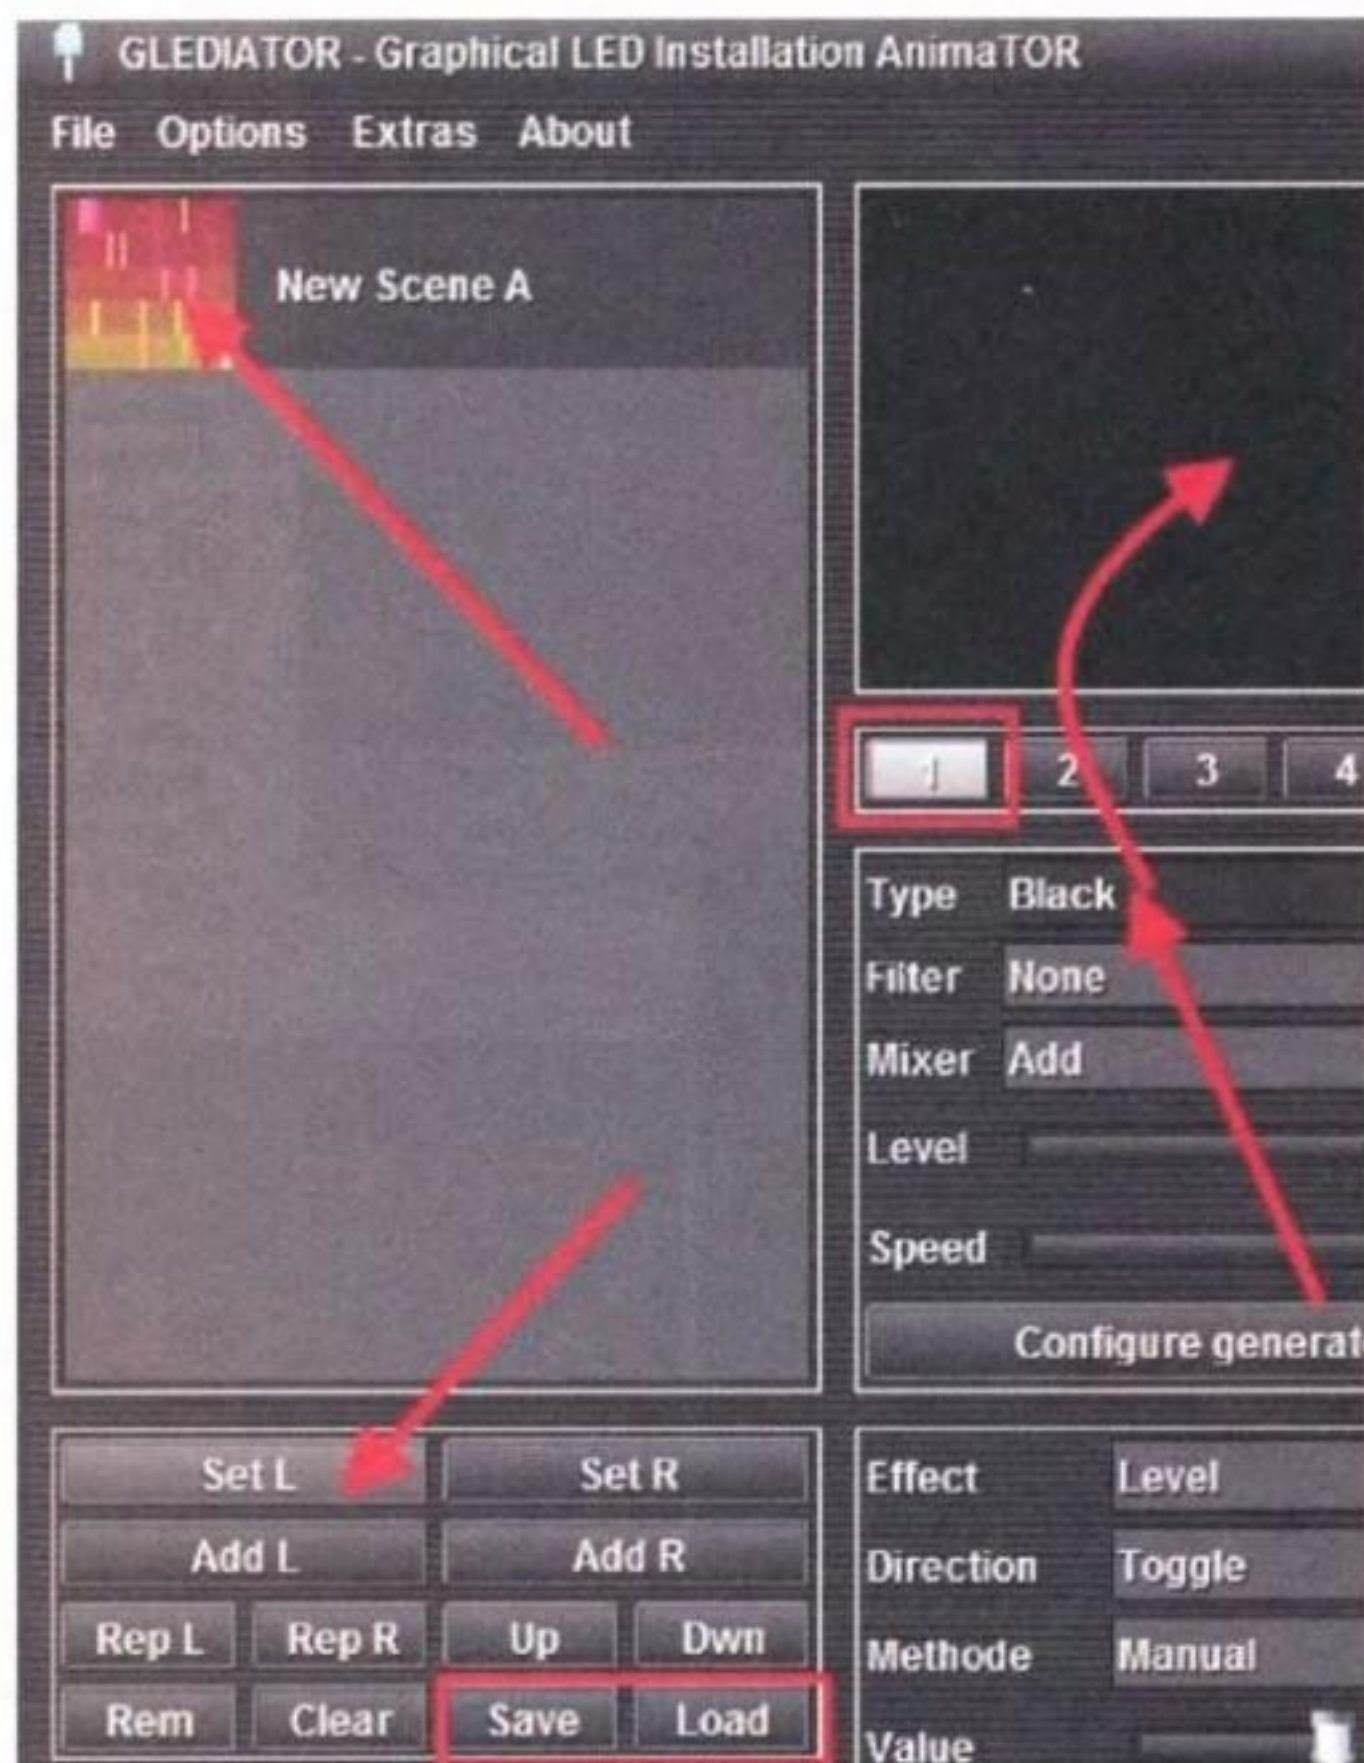 GLEDIATOR - Graphical LED Installation AnimaTOR
File Options Extras About
New Scene A
1 2 3 4
Type Black
Filter None
Mixer Add
Level
Speed
Configure
Set L Set R
Add L Add R
Rep L Rep R Up Dwn
Rem Clear Save Load
Effect Level
Direction Toggle
Methode Manual
Value